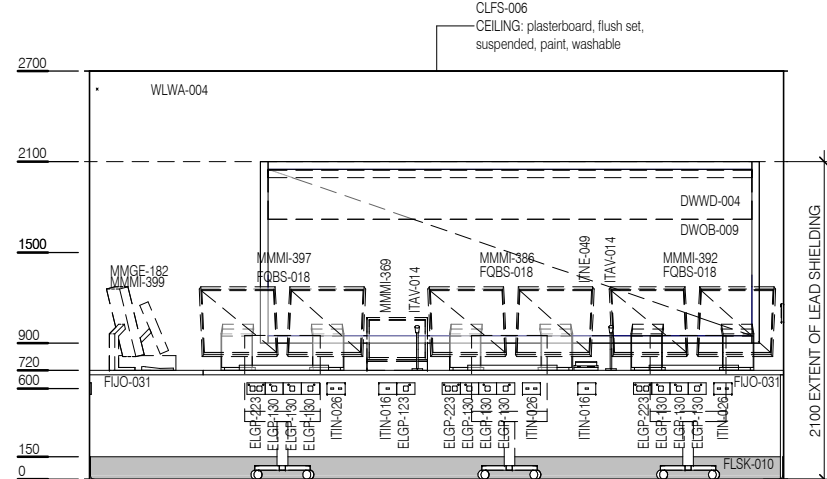 CLFS-006
CEILING: plasterboard, flush set,
suspended, paint, washable
2700
WLWA-004
2100
DWWD-004
DWOB-009
1500
MMGE-182
MMMI-399
MMMI-397
FQBS-018
MMMI-369
ITAV-014
MMMI-386
FQBS-018
ITNE-049
ITAV-014
MMMI-392
FQBS-018
2100 EXTENT OF LEAD SHIELDING
900
720
600
FIJO-031
FIJO-031
ELGP-223
ELGP-130
ELGP-130
ELGP-130
ITIN-026
ITIN-016
ELGP-123
ELGP-223
ELGP-130
ELGP-130
ELGP-130
ITIN-026
ITIN-016
ELGP-223
ELGP-130
ELGP-130
ELGP-130
ITIN-026
150
FLSK-010
0